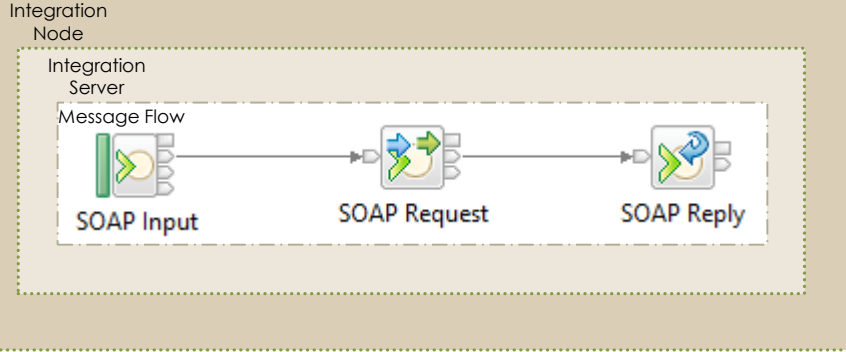 Integration
Node
Integration
Server
Message Flow
SOAP Input
SOAP Request
SOAP Reply